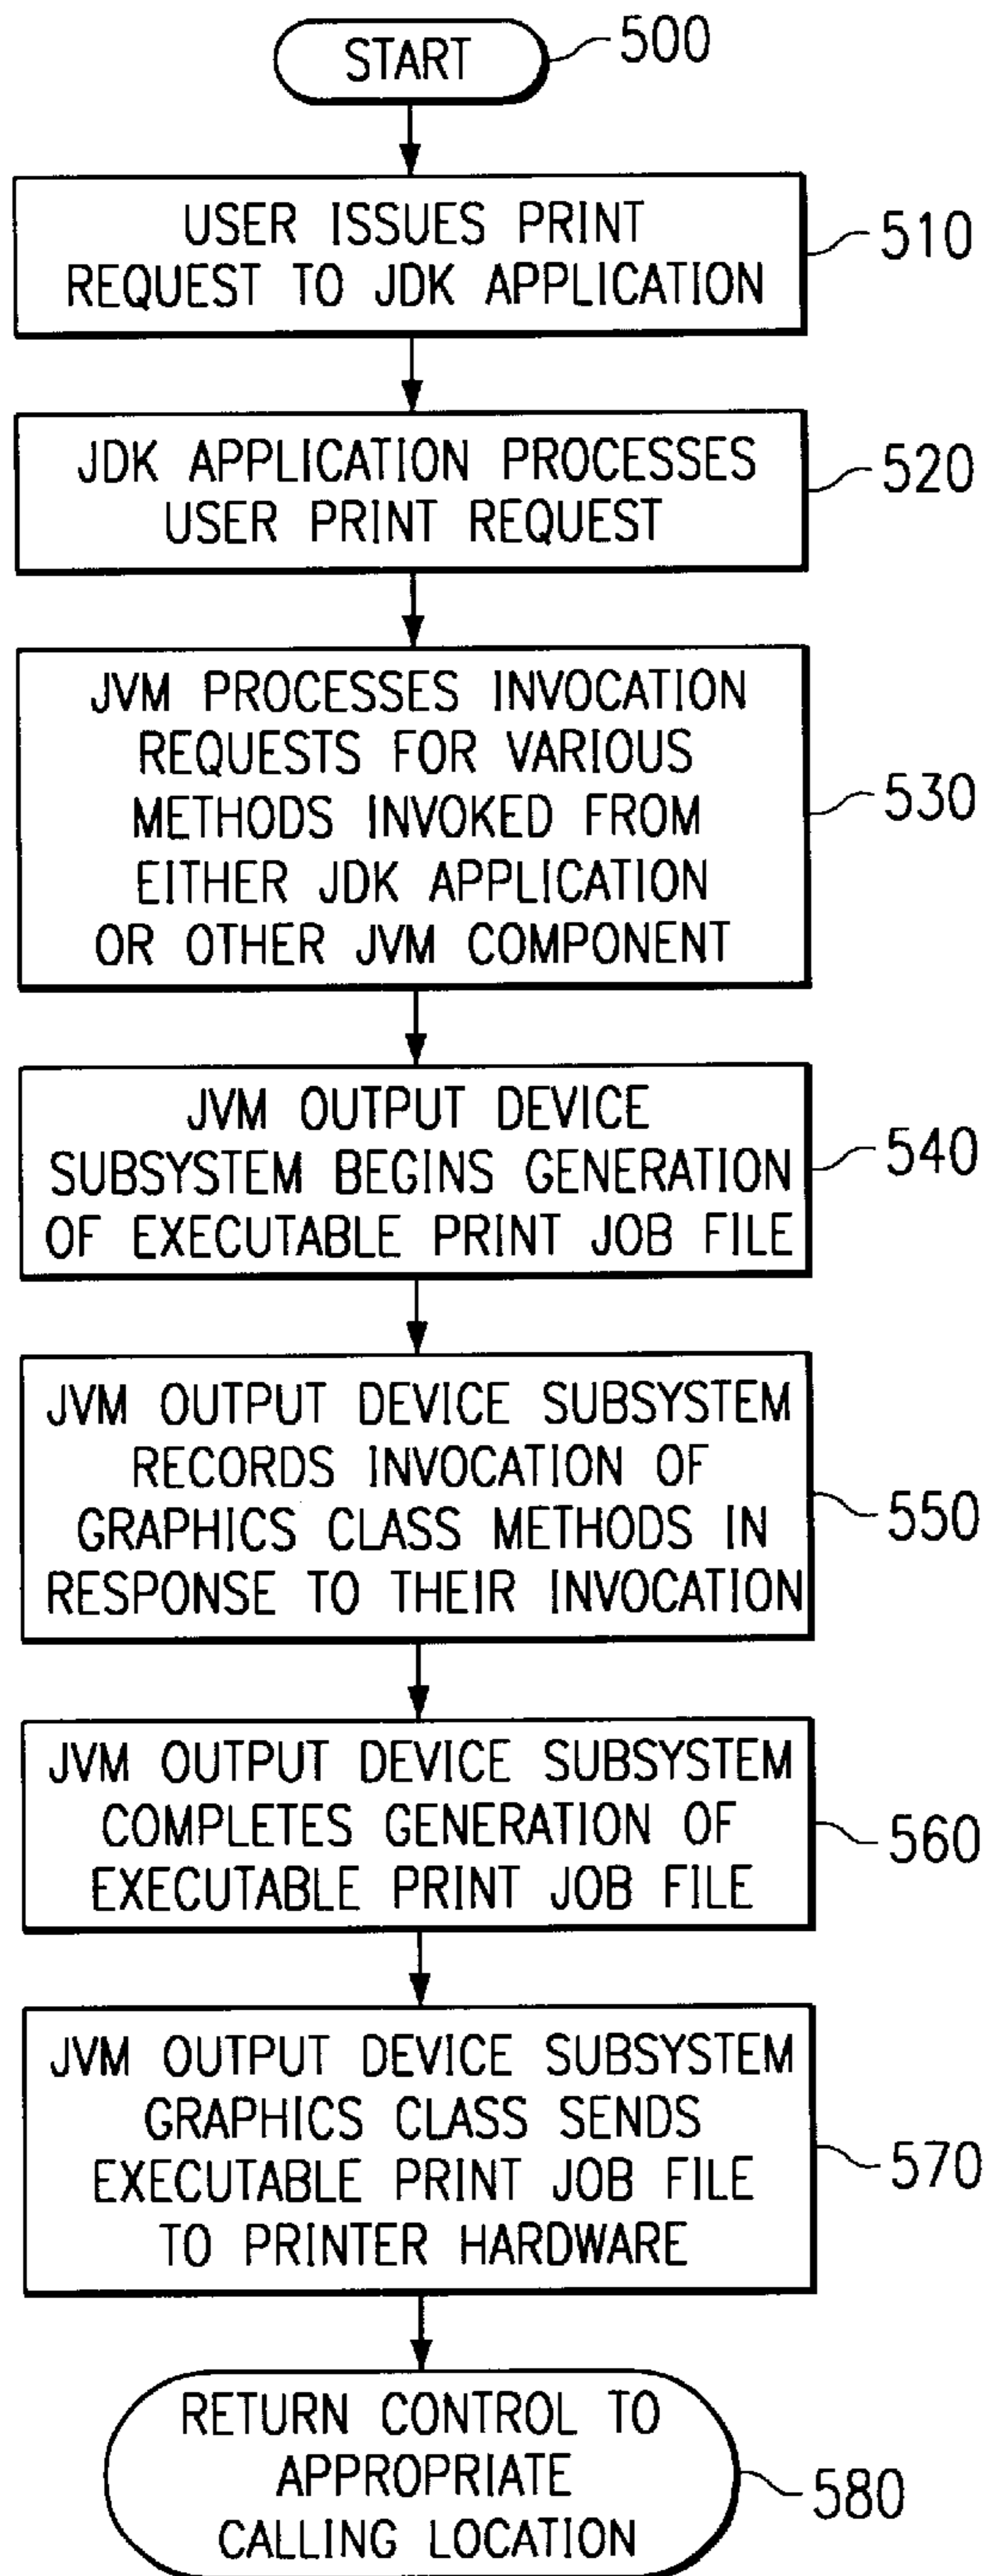 START
500
USER ISSUES PRINT
REQUEST TO JDK APPLICATION
510
JDK APPLICATION PROCESSES
USER PRINT REQUEST
520
JVM PROCESSES INVOCATION
REQUESTS FOR VARIOUS
METHODS INVOKED FROM
EITHER JDK APPLICATION
OR OTHER JVM COMPONENT
530
JVM OUTPUT DEVICE
SUBSYSTEM BEGINS GENERATION
OF EXECUTABLE PRINT JOB FILE
540
JVM OUTPUT DEVICE SUBSYSTEM
RECORDS INVOCATION OF
GRAPHICS CLASS METHODS IN
RESPONSE TO THEIR INVOCATION
550
JVM OUTPUT DEVICE SUBSYSTEM
COMPLETES GENERATION OF
EXECUTABLE PRINT JOB FILE
560
JVM OUTPUT DEVICE SUBSYSTEM
GRAPHICS CLASS SENDS
EXECUTABLE PRINT JOB FILE
TO PRINTER HARDWARE
570
RETURN CONTROL TO
APPROPRIATE
CALLING LOCATION
580